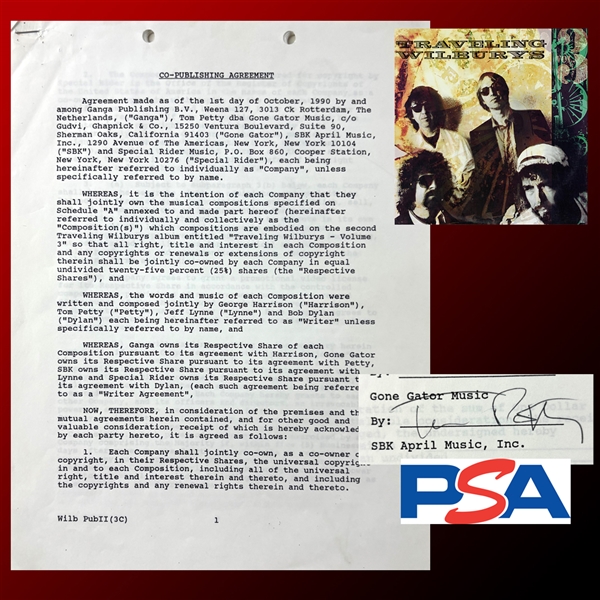 CO-PUBLISHING AGREEMENT
Agreement made as of the 1st day of October, 1990 by and
among Ganga Publishing B.V., Weena 127, 3013 Ck Rotterdam, The
Netherlands, ("Ganga"), Tom Petty dba Gone Gator Music, c/o
Gudvi, Ghapnick & Co., 15250 Ventura Boulevard, Suite 90,
Sherman Oaks, California 91403 ("Gone Gator"), SBK April Music,
Inc., 1290 Avenue of The Americas, New York, New York 10104
("SBK") and Special Rider Music, P.O. Box 860, Cooper Station,
New York, New York 10276 ("Special Rider"), each being
hereinafter referred to individually as "Company", unless
specifically referred to by name.
WHEREAS, it is the intention of each Company that they
shall jointly own the musical compositions specified on
Schedule "A" annexed to and made part hereof (hereinafter
referred to individually and collectively as the
"Composition(s)") which compositions are embodied on the second
Traveling Wilburys album entitled "Traveling Wilburys - Volume
3" so that all right, title and interest in each Composition
and any copyrights or renewals or extensions of copyright
therein shall be jointly co-owned by each Company in equal
undivided twenty-five percent (25%) shares (the "Respective
Shares"), and
WHEREAS, the words and music of each Composition were
written and composed jointly by George Harrison ("Harrison"),
Tom Petty ("Petty"), Jeff Lynne ("Lynne") and Bob Dylan
("Dylan") each being hereinafter referred to as "Writer" unless
specifically referred to by name, and
WHEREAS, Ganga owns its Respective Share of each
Composition pursuant to its agreement with Harrison, Gone Gator
owns its Respective Share pursuant to its agreement with Petty,
SBK owns its Respective Share pursuant to its agreement with
Lynne and Special Rider owns its Respective Share pursuant t
its agreement with Dylan, (each such agreement being referre
to as a "Writer Agreement",
NOW, THEREFORE, in consideration of the premises and th
mutual agreements herein contained, and for other good and
valuable consideration, receipt of which is hereby acknowled
by each party hereto, it is agreed as follows:
1. Each Company shall jointly co-own, as a co-owner o
copyright, in their Respective Shares, the universal copyrig
in and to each Composition, including all of the universal
right, title and interest therein and thereto, and including
the copyrights and any renewal rights therein and thereto.
Wilb PubII(3C) 1
TRAVELING
WILBURYS
Gone Gator Music
By:
SBK April Music, Inc.
PSA